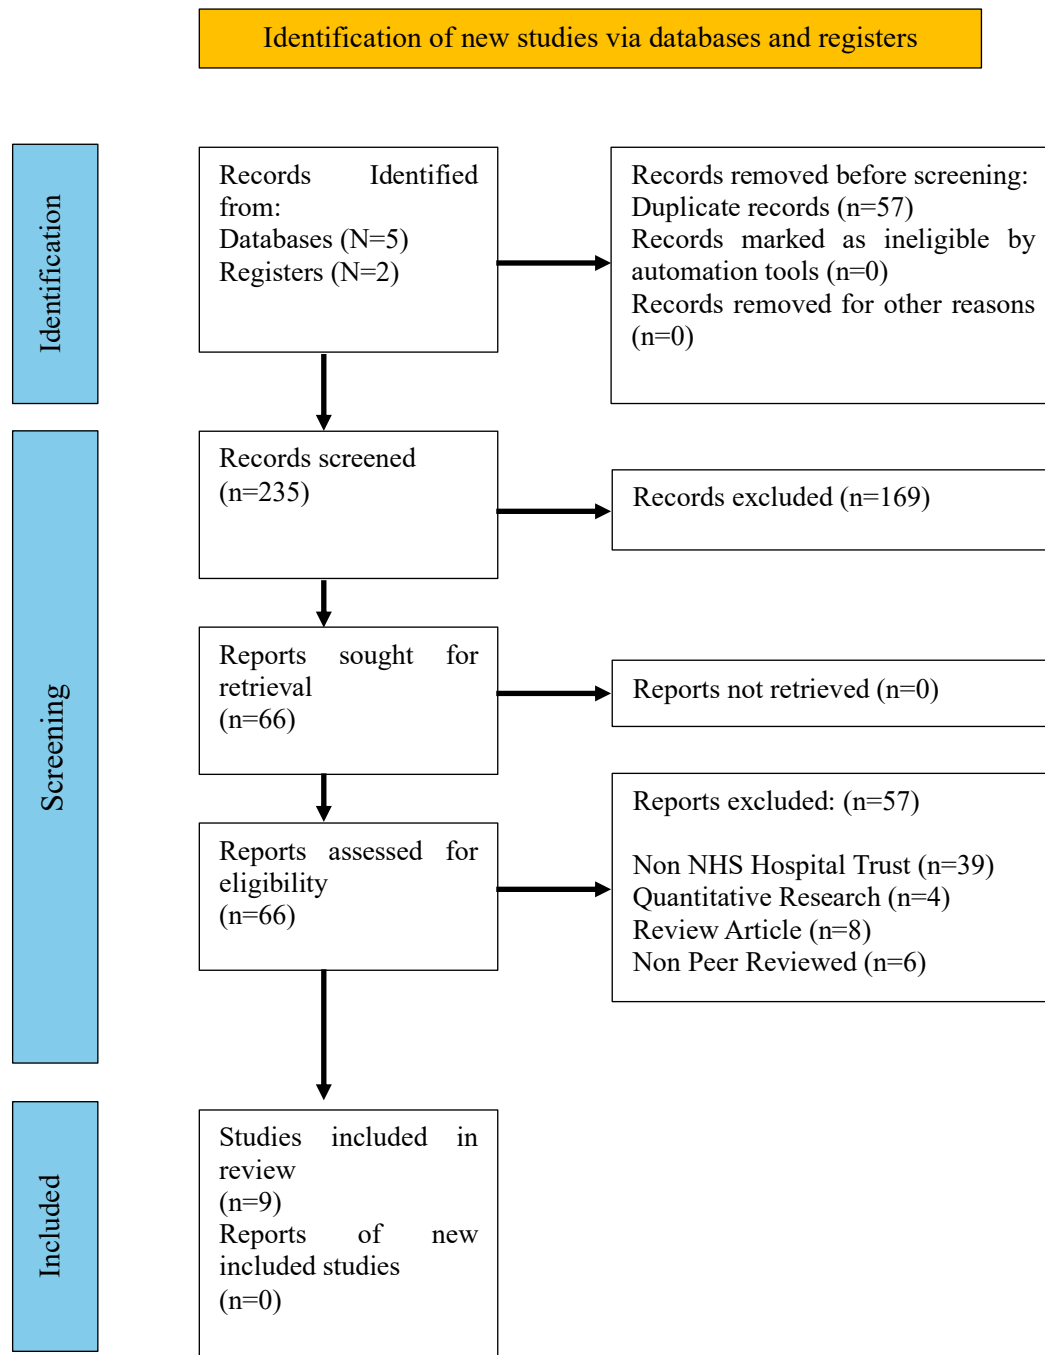 Identification of new studies via databases and registers
Identification
Records Identified
from:
Databases (N=5)
Registers (N=2)
Records removed before screening:
Duplicate records (n=57)
Records marked as ineligible by
automation tools (n=0)
Records removed for other reasons
(n=0)
Screening
Records screened
(n=235)
Records excluded (n=169)
Reports sought for
retrieval
(n=66)
Reports not retrieved (n=0)
Reports assessed for
eligibility
(n=66)
Reports excluded: (n=57)
Non NHS Hospital Trust (n=39)
Quantitative Research (n=4)
Review Article (n=8)
Non Peer Reviewed (n=6)
Included
Studies included in
review
(n=9)
Reports of new
included studies
(n=0)